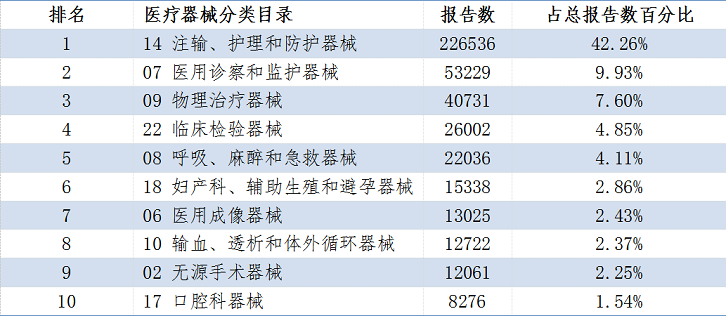 排名 医疗器械分类目录 报告数 占总报告数百分比
1 14 注输、护理和防护器械 226536 42.26%
2 07 医用诊察和监护器械 53229 9.93%
3 09 物理治疗器械 40731 7.60%
4 22 临床检验器械 26002 4.85%
5 08 呼吸、麻醉和急救器械 22036 4.11%
6 18 妇产科、辅助生殖和避孕器械 15338 2.86%
7 06 医用成像器械 13025 2.43%
8 10 输血、透析和体外循环器械 12722 2.37%
9 02 无源手术器械 12061 2.25%
10 17 口腔科器械 8276 1.54%